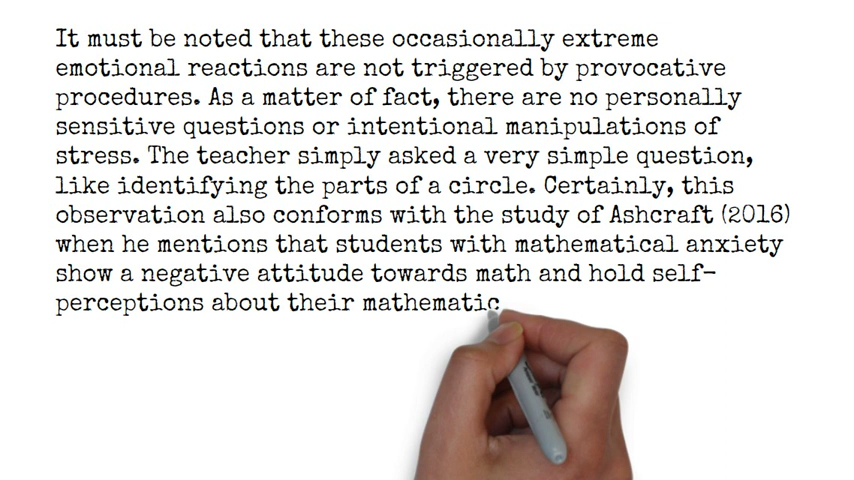 It must be noted that these occasionally extreme
emotional reactions are not triggered by provocative
procedures. As a matter of fact, there are no personally
sensitive questions or intentional manipulations of
stress. The teacher simply asked a very simple question,
like identifying the parts of a circle. Certainly, this
observation also conforms with the study of Ashcraft (2016)
when he mentions that students with mathematical anxiety
show a negative attitude towards math and hold self-
perceptions about their mathematic